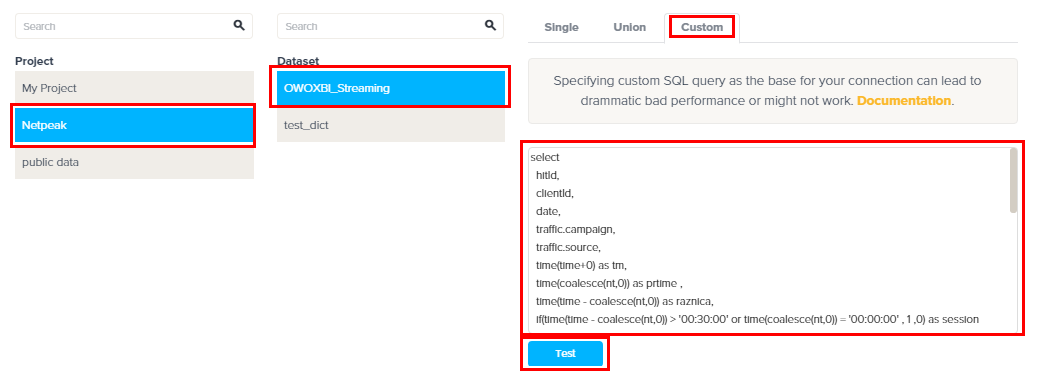 Search
Project
My Project
Netpeak
public data
Search
Dataset
OWOXBI_Streaming
test_dict
Single Union Custom
Specifying custom SQL query as the base for your connection can lead to
drammatic bad performance or might not work. Documentation.
select
hitId,
clientId,
date,
traffic.campaign,
traffic.source,
time(time+0) as tm,
time(coalesce(nt,0)) as prtime ,
time(time - coalesce(nt,0)) as raznica,
if(time(time - coalesce(nt,0)) > '00:30:00' or time(coalesce(nt,0)) = '00:00:00' , 1 ,0) as session
Test